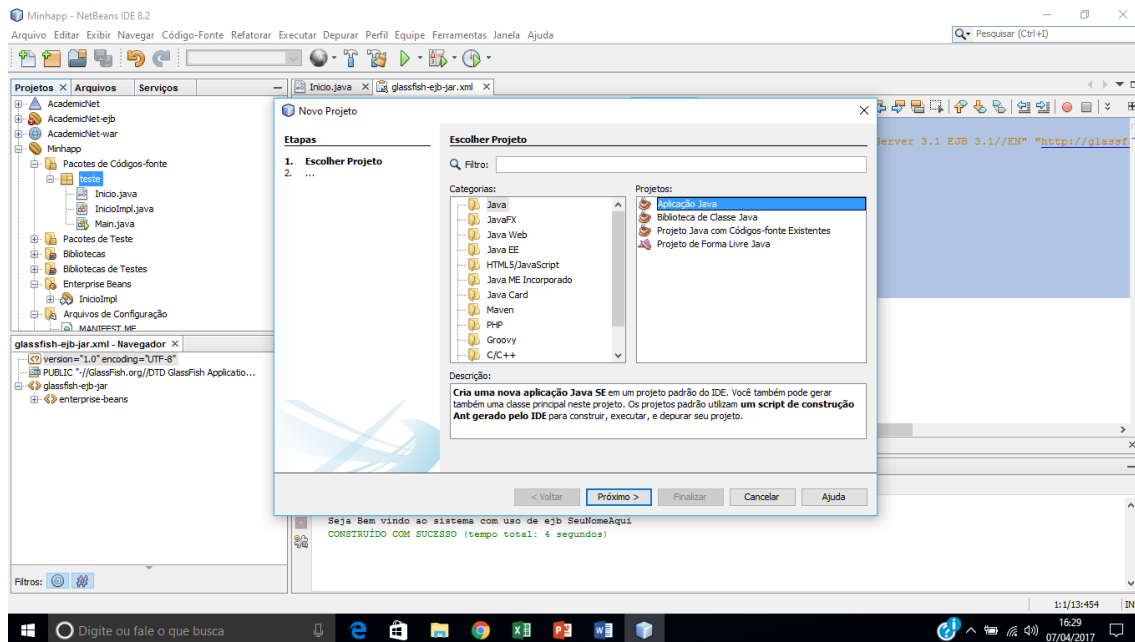 Minhapp - NetBeans IDE 8.2
Arquivo Editar Exibir Navegar Código-Fonte Refatorar Executar Depurar Perfil Equipe Ferramentas Janela Ajuda
Pesquisar (Ctrl+I)
Projetos Arquivos Serviços
Inicio.java glassfish-ejb-jar.xml
AcademicNet
AcademicNet-ejb
AcademicNet-war
Minhapp
Pacotes de Códigos-fonte
teste
Inicio.java
InicioImpl.java
Main.java
Pacotes de Teste
Bibliotecas
Bibliotecas de Testes
Enterprise Beans
InicioImpl
Arquivos de Configuração
MANIFEST.MF
glassfish-ejb-jar.xml - Navegador
version="1.0" encoding="UTF-8"
PUBLIC "-//GlassFish.org//DTD GlassFish Applicatio...
glassfish-ejb-jar
enterprise-beans
Filtros:
Novo Projeto
Etapas
1. Escolher Projeto
2. ...
Escolher Projeto
Filtro:
Categorias:
Java
JavaFX
Java Web
Java EE
HTML5/JavaScript
Java ME Incorporado
Java Card
Maven
PHP
Groovy
C/C++
Projetos:
Aplicação Java
Biblioteca de Classe Java
Projeto Java com Códigos-fonte Existentes
Projeto de Forma Livre Java
Descrição:
Cria uma nova aplicação Java SE em um projeto padrão do IDE. Você também pode gerar
também uma classe principal neste projeto. Os projetos padrão utilizam um script de construção
Ant gerado pelo IDE para construir, executar, e depurar seu projeto.
< Voltar Próximo > Finalizar Cancelar Ajuda
erver 3.1 EJB 3.1//EN" "http://glassf
Seja Bem vindo ao sistema com uso de ejb SeuNomeAqui
CONSTRUÍDO COM SUCESSO (tempo total: 4 segundos)
1:1/13:454 IN
Digite ou fale o que busca
16:29
07/04/2017